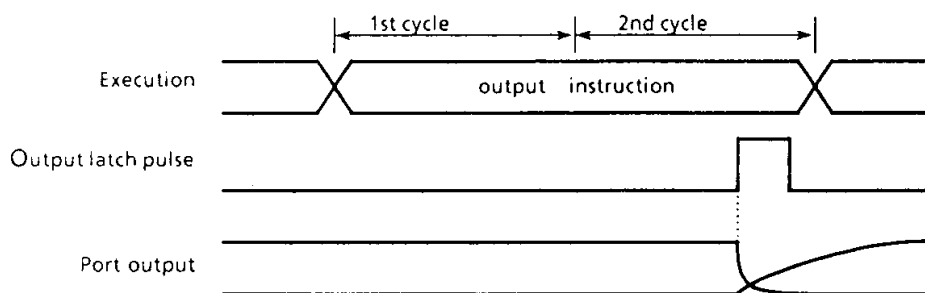 1st cycle 2nd cycle
Execution output instruction
Output latch pulse
Port output